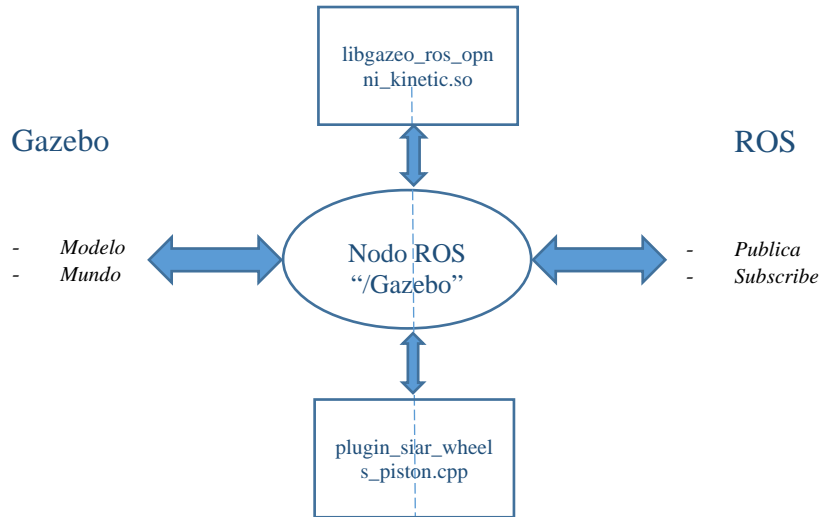 libgazeo_ros_opn
ni_kinetic.so
Gazebo
ROS
- Modelo
- Mundo
Nodo ROS
“/Gazebo”
- Publica
- Subscribe
plugin_siar_wheel
s_piston.cpp